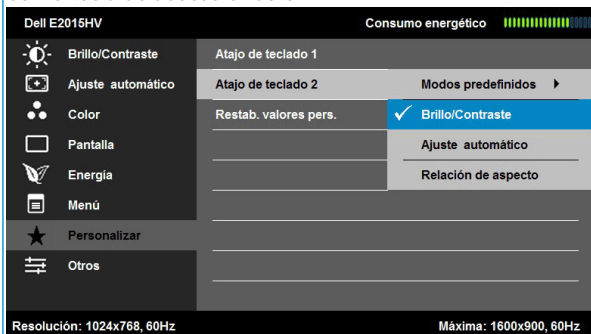 Dell E2015HV Consumo energético
Brillo/Contraste Atajo de teclado 1
Ajuste automático Atajo de teclado 2 Modos predefinidos
Color Restab. valores pers. Brillo/Contraste
Pantalla Ajuste automático
Energía Relación de aspecto
Menú
Personalizar
Otros
Resolución: 1024x768, 60Hz Máxima: 1600x900, 60Hz